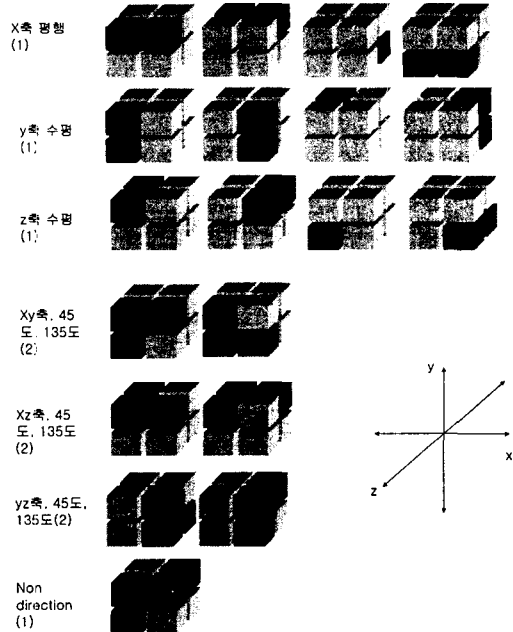 X축 평행
(1)
y축 수평
(1)
z축 수평
(1)
Xy축, 45
도, 135도
(2)
Xz축, 45
도, 135도
(2)
yz축, 45도,
135도(2)
Non
direction
(1)
y
x
z